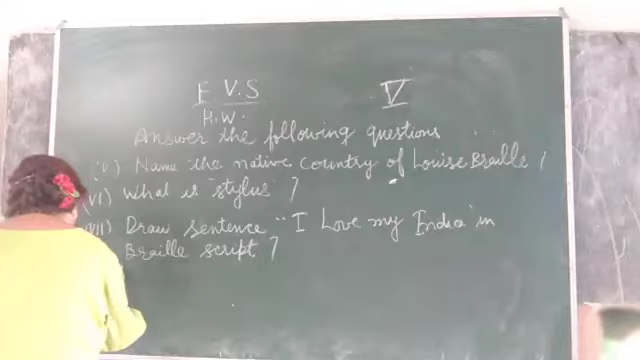 E.V.S V
H.W.
Answer the following questions
(V) Name the native country of Louise Braille ?
(VI) What is stylus ?
(VII) Draw sentence "I Love my India" in
Braille script ?